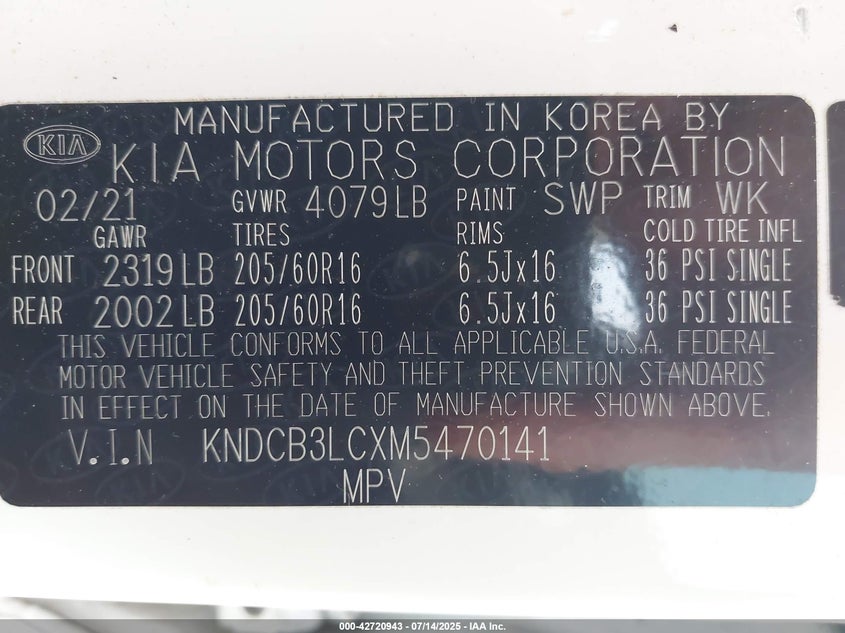 MANUFACTURED IN KOREA BY
KIA KIA MOTORS CORPORATION
02/21 GVWR 4079LB PAINT SWP TRIM WK
GAWR TIRES RIMS COLD TIRE INFL
FRONT 2319LB 205/60R16 6.5Jx16 36 PSI SINGLE
REAR 2002LB 205/60R16 6.5Jx16 36 PSI SINGLE
THIS VEHICLE CONFORMS TO ALL APPLICABLE U.S.A. FEDERAL
MOTOR VEHICLE SAFETY AND THEFT PREVENTION STANDARDS
IN EFFECT ON THE DATE OF MANUFACTURE SHOWN ABOVE.
V.I.N KNDCB3LCXM5470141
MPV
000-42720943 - 07/14/2025 - IAA Inc.